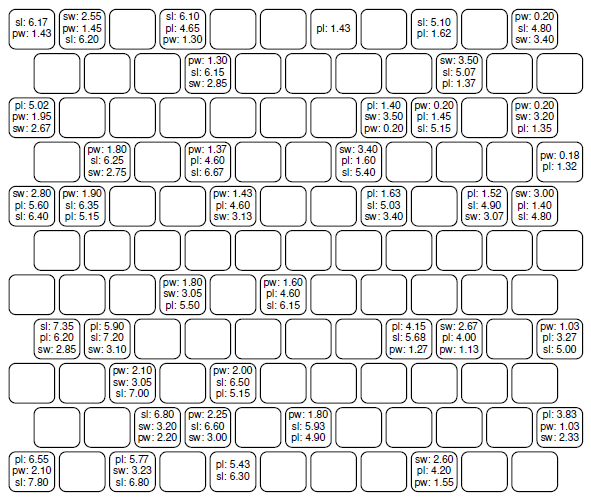 sl: 6.17
pw: 1.43
sw: 2.55
pw: 1.45
sl: 6.20
sl: 6.10
pl: 4.65
pw: 1.30
pl: 1.43
sl: 5.10
pl: 1.62
pw: 0.20
sl: 4.80
sw: 3.40
pw: 1.30
sl: 6.15
sw: 2.85
sw: 3.50
sl: 5.07
pl: 1.37
pl: 5.02
pw: 1.95
sw: 2.67
pl: 1.40
sw: 3.50
pw: 0.20
pw: 0.20
pl: 1.45
sl: 5.15
pw: 0.20
sw: 3.20
pl: 1.35
pw: 1.80
sl: 6.25
sw: 2.75
pw: 1.37
pl: 4.60
sl: 6.67
sw: 3.40
pl: 1.60
sl: 5.40
pw: 0.18
pl: 1.32
sw: 2.80
pl: 5.60
sl: 6.40
pw: 1.90
sl: 6.35
pl: 5.15
pw: 1.43
pl: 4.60
sw: 3.13
pl: 1.63
sl: 5.03
sw: 3.40
pl: 1.52
sl: 4.90
sw: 3.07
sw: 3.00
pl: 1.40
sl: 4.80
pw: 1.80
sw: 3.05
pl: 5.50
pw: 1.60
pl: 4.60
sl: 6.15
sl: 7.35
pl: 6.20
sw: 2.85
pl: 5.90
sl: 7.20
sw: 3.10
pl: 4.15
sl: 5.68
pw: 1.27
sw: 2.67
pl: 4.00
pw: 1.13
pw: 1.03
pl: 3.27
sl: 5.00
pw: 2.10
sw: 3.05
sl: 7.00
pw: 2.00
sl: 6.50
pl: 5.15
sl: 6.80
sw: 3.20
pw: 2.20
pw: 2.25
sl: 6.60
sw: 3.00
pw: 1.80
sl: 5.93
pl: 4.90
pl: 3.83
pw: 1.03
sw: 2.33
pl: 6.55
pw: 2.10
sl: 7.80
pl: 5.77
sw: 3.23
sl: 6.80
pl: 5.43
sl: 6.30
sw: 2.60
pl: 4.20
pw: 1.55